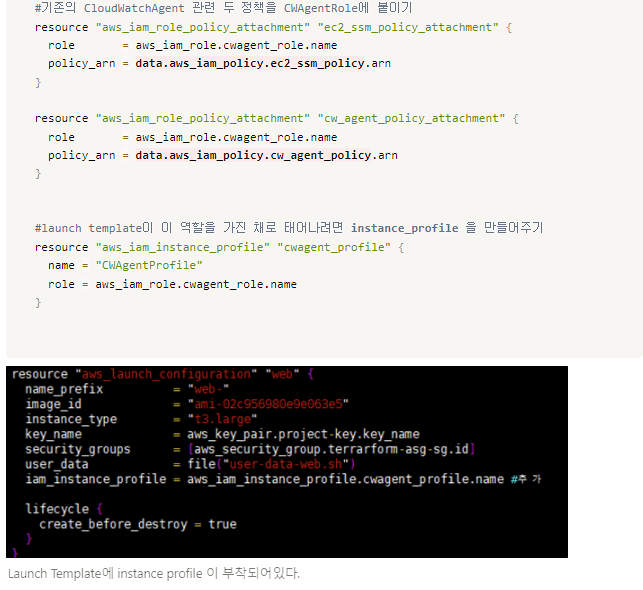 #기존의 CloudWatchAgent 관련 두 정책을 CWAgentRole에 붙이기
resource "aws_iam_role_policy_attachment" "ec2_ssm_policy_attachment" {
role = aws_iam_role.cwagent_role.name
policy_arn = data.aws_iam_policy.ec2_ssm_policy.arn
}
resource "aws_iam_role_policy_attachment" "cw_agent_policy_attachment" {
role = aws_iam_role.cwagent_role.name
policy_arn = data.aws_iam_policy.cw_agent_policy.arn
}
#launch template이 이 역할을 가진 채로 태어나려면 instance_profile 을 만들어주기
resource "aws_iam_instance_profile" "cwagent_profile" {
name = "CWAgentProfile"
role = aws_iam_role.cwagent_role.name
}
resource "aws_launch_configuration" "web" {
name_prefix = "web-"
image_id = "ami-02c956980e9e063e5"
instance_type = "t3.large"
key_name = aws_key_pair.project-key.key_name
security_groups = [aws_security_group.terrarform-asg-sg.id]
user_data = file("user-data-web.sh")
iam_instance_profile = aws_iam_instance_profile.cwagent_profile.name #추 가
lifecycle {
create_before_destroy = true
}
}
Launch Template에 instance profile 이 부착되어있다.